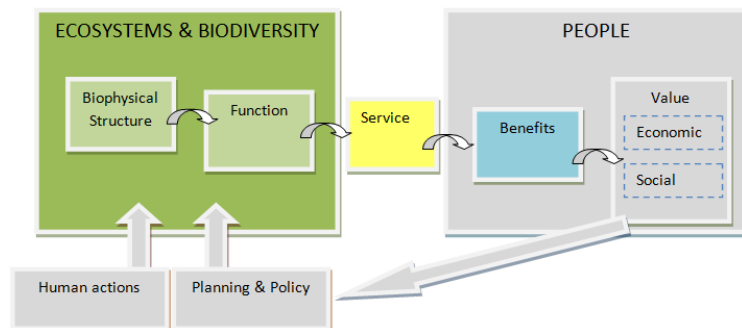 ECOSYSTEMS & BIODIVERSITY
PEOPLE
Biophysical
Structure
Function
Service
Benefits
Value
Economic
Social
Human actions
Planning & Policy